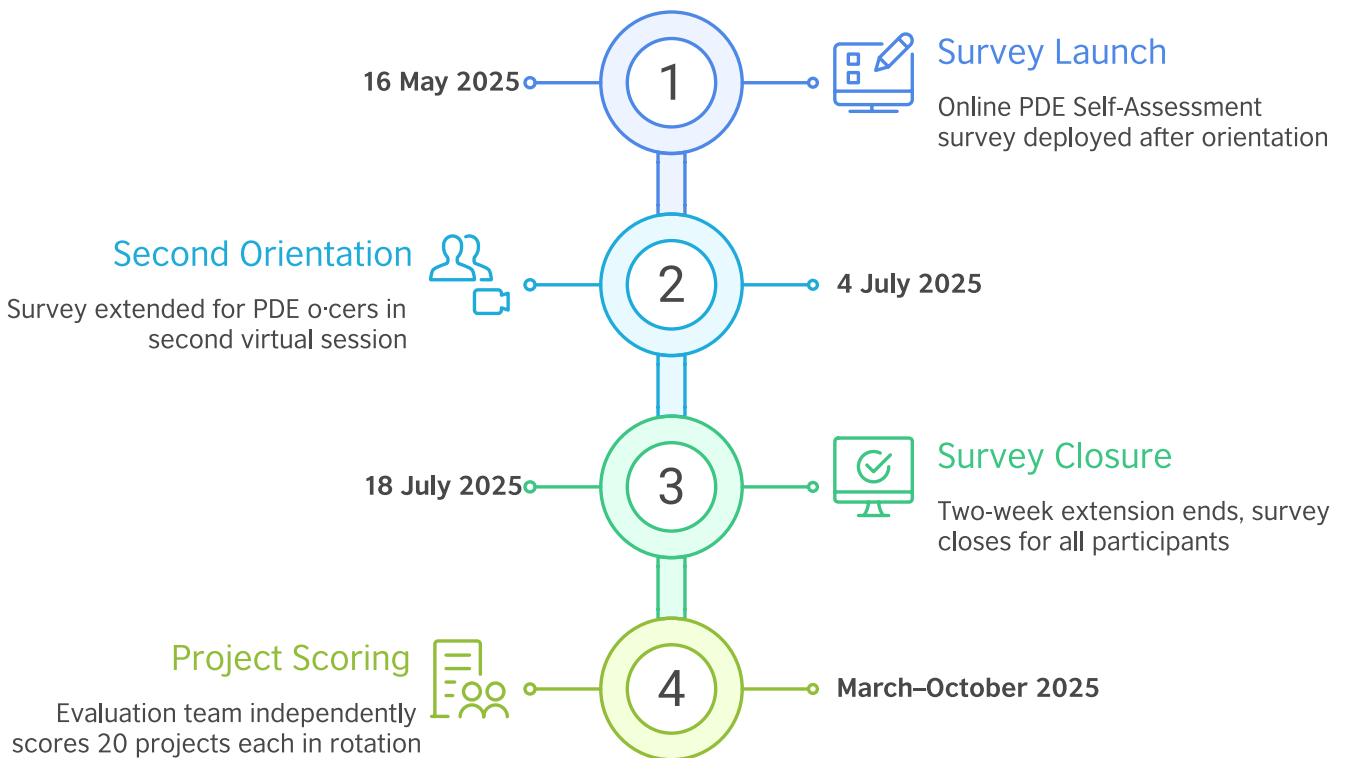 1
16 May 2025
Survey Launch
Online PDE Self-Assessment
survey deployed after orientation
2
Second Orientation
Survey extended for PDE o·cers in
second virtual session
4 July 2025
3
18 July 2025
Survey Closure
Two-week extension ends, survey
closes for all participants
4
Project Scoring
Evaluation team independently
scores 20 projects each in rotation
March–October 2025